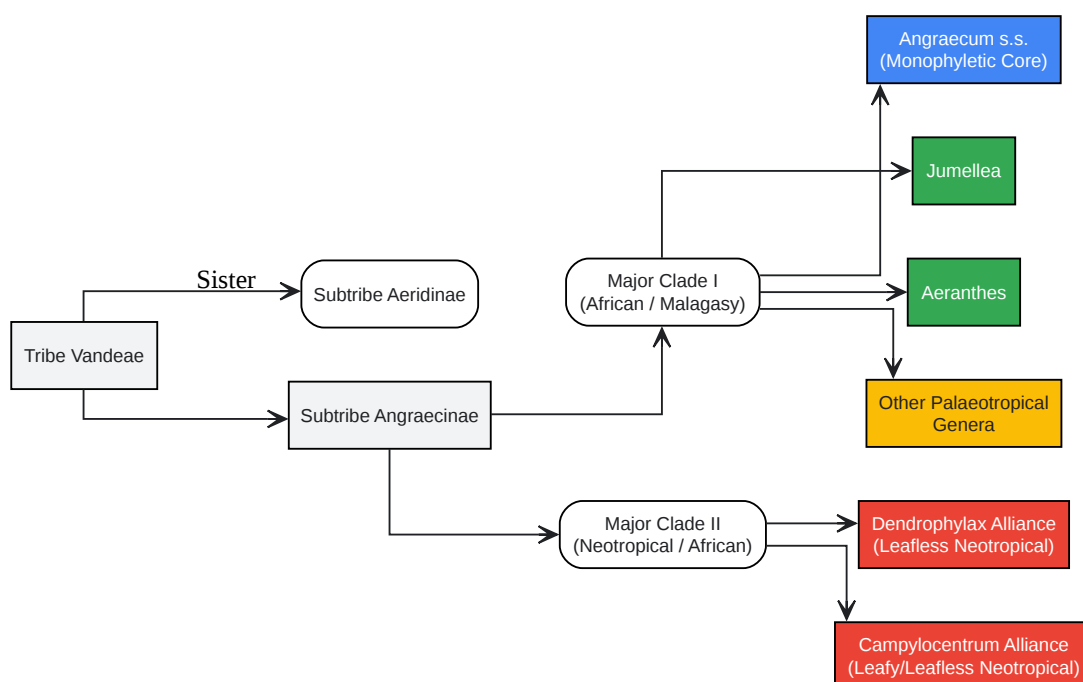 Angraecum s.s.
(Monophyletic Core)
Jumellea
Sister
Subtribe Aeridinae
Major Clade I
(African / Malagasy)
Aeranthes
Tribe Vandeae
Subtribe Angraecinae
Other Palaeotropical
Genera
Major Clade II
(Neotropical / African)
Dendrophylax Alliance
(Leafless Neotropical)
Campylocentrum Alliance
(Leafy/Leafless Neotropical)